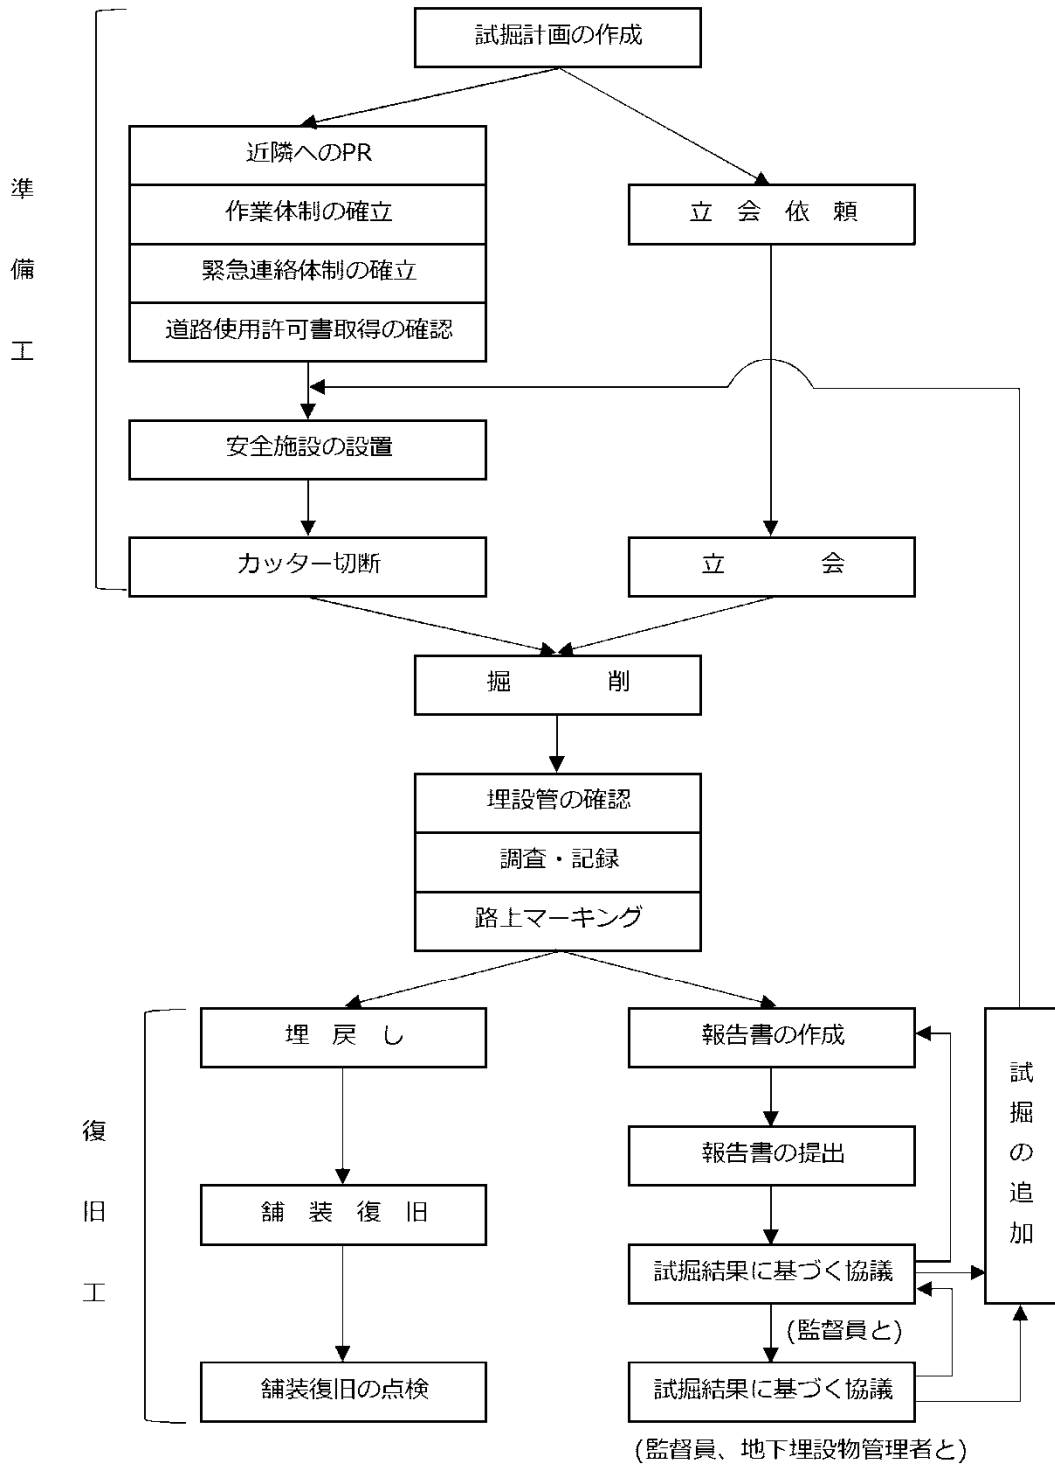 試掘計画の作成
準備工
近隣へのPR
作業体制の確立
緊急連絡体制の確立
道路使用許可書取得の確認
立会依頼
安全施設の設置
カッター切断
立会
掘削
埋設管の確認
調査・記録
路上マーキング
復旧工
埋戻し
舗装復旧
舗装復旧の点検
報告書の作成
報告書の提出
試掘結果に基づく協議
(監督員と)
試掘結果に基づく協議
(監督員、地下埋設物管理者と)
試掘の追加